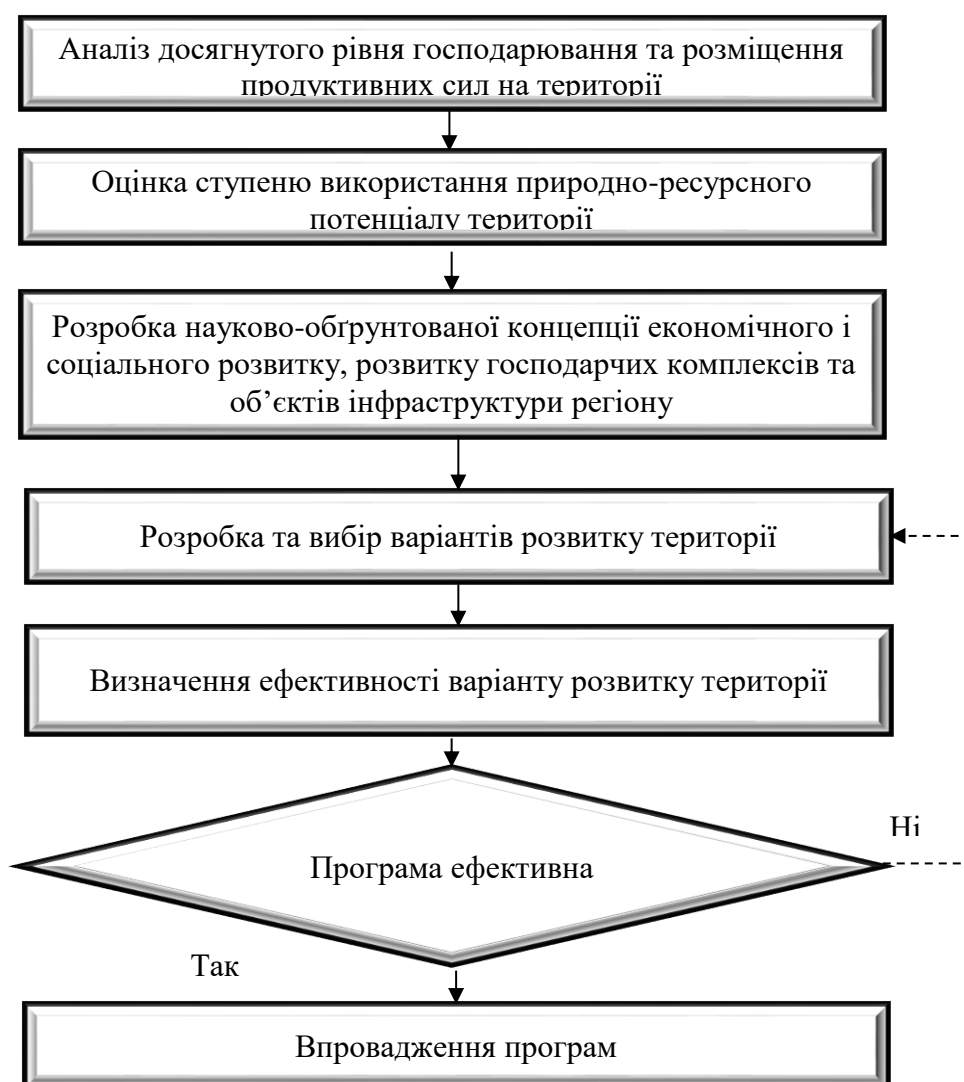 Аналіз досягнутого рівня господарювання та розміщення
продуктивних сил на території
Оцінка ступеню використання природно-ресурсного
потенціалу території
Розробка науково-обґрунтованої концепції економічного і
соціального розвитку, розвитку господарчих комплексів та
об’єктів інфраструктури регіону
Розробка та вибір варіантів розвитку території
Визначення ефективності варіанту розвитку території
Ні
Програма ефективна
Так
Впровадження програм